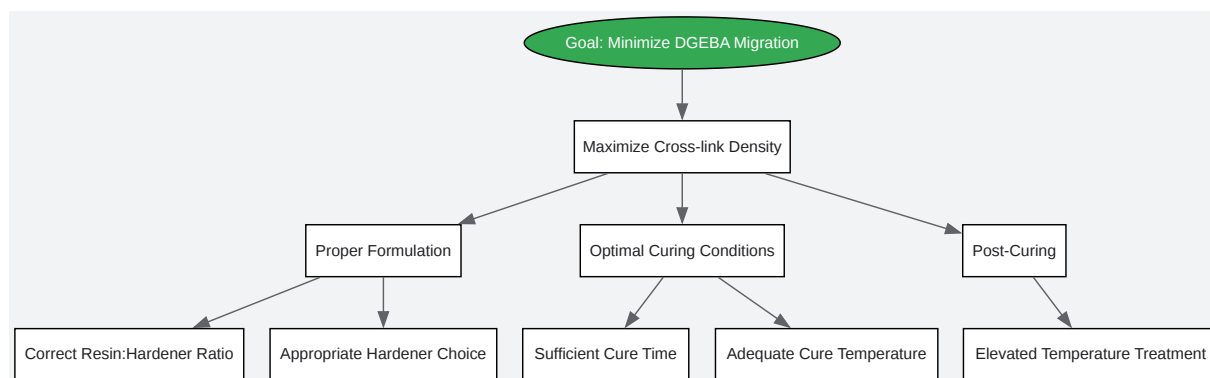 Goal: Minimize DGEBA Migration
Maximize Cross-link Density
Proper Formulation
Optimal Curing Conditions
Post-Curing
Correct Resin:Hardener Ratio
Appropriate Hardener Choice
Sufficient Cure Time
Adequate Cure Temperature
Elevated Temperature Treatment